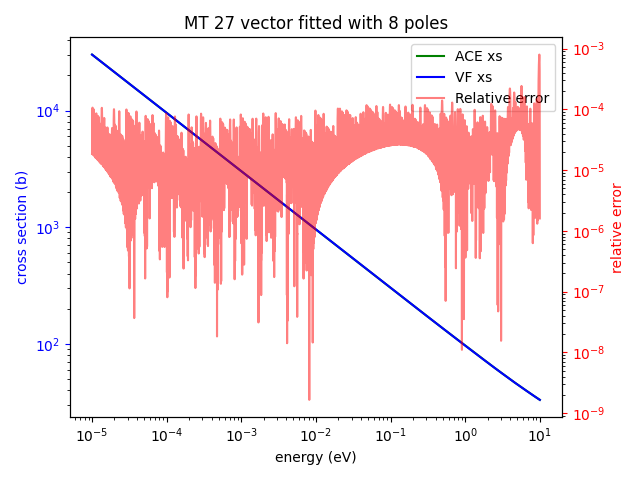 MT 27 vector fitted with 8 poles
ACE xs
VF xs
Relative error
cross section (b)
10^4
10^3
10^2
relative error
10^-3
10^-4
10^-5
10^-6
10^-7
10^-8
10^-9
10^-5 10^-4 10^-3 10^-2 10^-1 10^0 10^1
energy (eV)